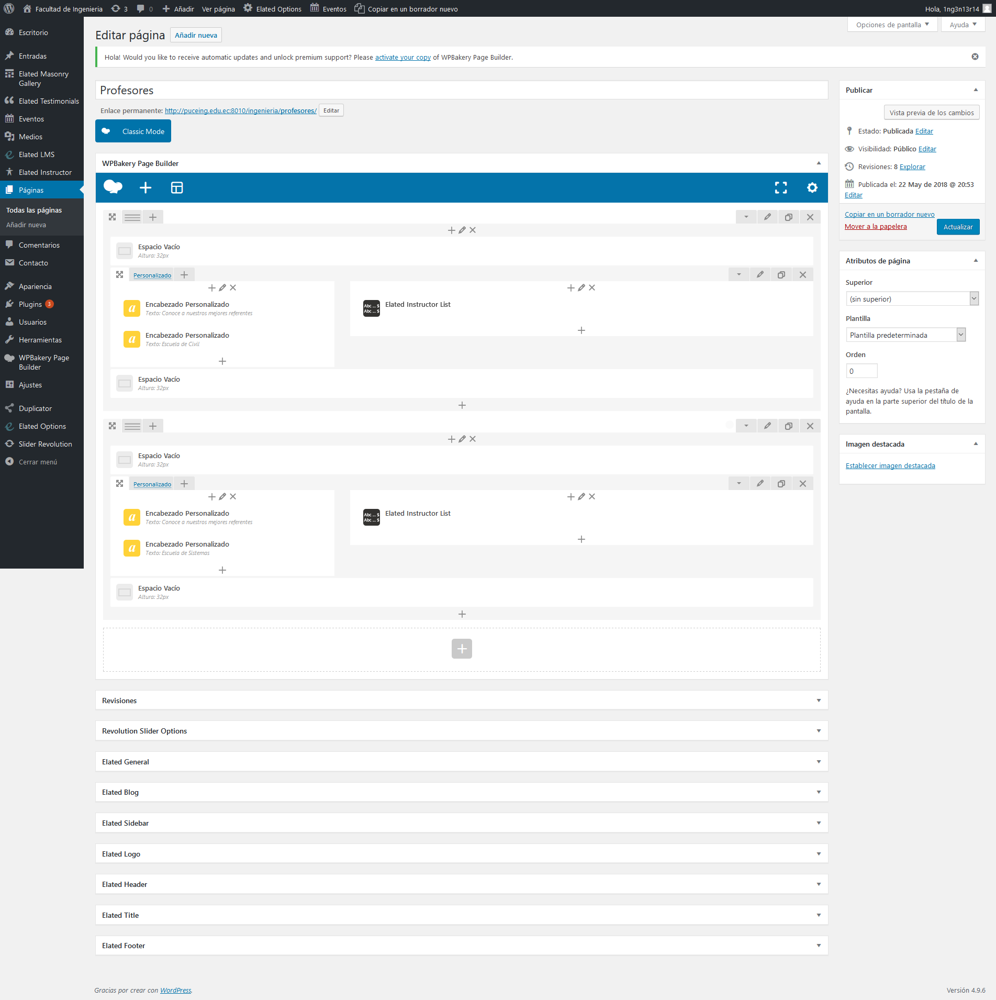 Facultad de Ingenieria 3 0 Añadir Ver página Elated Options Eventos Copiar en un borrador nuevo Hola, 1ng3n13r14
Opciones de pantalla Ayuda
Escritorio
Entradas
Elated Masonry
Gallery
Elated Testimonials
Eventos
Medios
Elated LMS
Elated Instructor
Páginas
Todas las páginas
Añadir nueva
Comentarios
Contacto
Apariencia
Plugins 3
Usuarios
Herramientas
WPBakery Page
Builder
Ajustes
Duplicator
Elated Options
Slider Revolution
Cerrar menú
Editar página Añadir nueva
Hola! Would you like to receive automatic updates and unlock premium support? Please activate your copy of WPBakery Page Builder.
Profesores
Enlace permanente: http://puceing.edu.ec:8010/ingenieria/profesores/ Editar
Classic Mode
WPBakery Page Builder
Espacio Vacío
Altura: 32px
Personalizado
Encabezado Personalizado
Texto: Conoce a nuestros mejores referentes
Encabezado Personalizado
Texto: Escuela de Civil
Abc ... $
Abc ... $
Elated Instructor List
Espacio Vacío
Altura: 32px
Espacio Vacío
Altura: 32px
Personalizado
Encabezado Personalizado
Texto: Conoce a nuestros mejores referentes
Encabezado Personalizado
Texto: Escuela de Sistemas
Abc ... $
Abc ... $
Elated Instructor List
Espacio Vacío
Altura: 32px
Revisiones
Revolution Slider Options
Elated General
Elated Blog
Elated Sidebar
Elated Logo
Elated Header
Elated Title
Elated Footer
Publicar
Vista previa de los cambios
Estado: Publicada Editar
Visibilidad: Público Editar
Revisiones: 8 Explorar
Publicada el: 22 May de 2018 @ 20:53
Editar
Copiar en un borrador nuevo
Mover a la papelera Actualizar
Atributos de página
Superior
(sin superior)
Plantilla
Plantilla predeterminada
Orden
0
¿Necesitas ayuda? Usa la pestaña de
ayuda en la parte superior del título de la
pantalla.
Imagen destacada
Establecer imagen destacada
Gracias por crear con WordPress. Versión 4.9.6